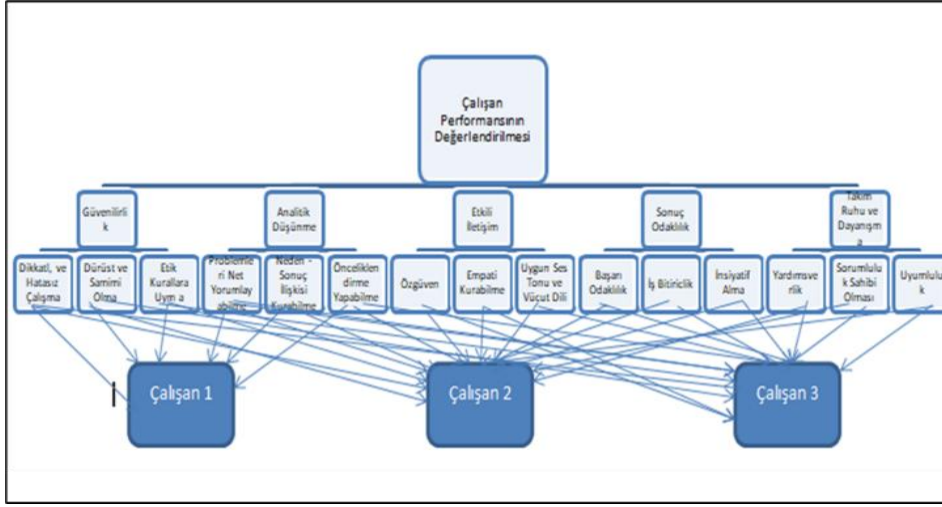 Çalışan
Performansının
Değerlendirilmesi
Güvenilirli
k
Analitik
Düşünme
Etkili
İletişim
Sonuç
Odaklılık
Takım
Ruhu ve
Dayanışm
a
Dikkatl, ve
Hatasız
Çalışma
Dürüst ve
Samimi
Olma
Etik
Kurallara
Uym a
Problemle
ri Net
Yorumlay
abilme
Neden -
Sonuç
İlişkisi
Kurabilme
Önceliklen
dirme
Yapabilme
Özgüven
Empati
Kurabilme
Uygun Ses
Tonu ve
Vücut Dili
Başarı
Odaklılık
İş Bitiricilik
İnsiyatif
Alma
Yardımsve
rlik
Sorumlulu
k Sahibi
Olması
Uyumlulu
k
Çalışan 1
Çalışan 2
Çalışan 3